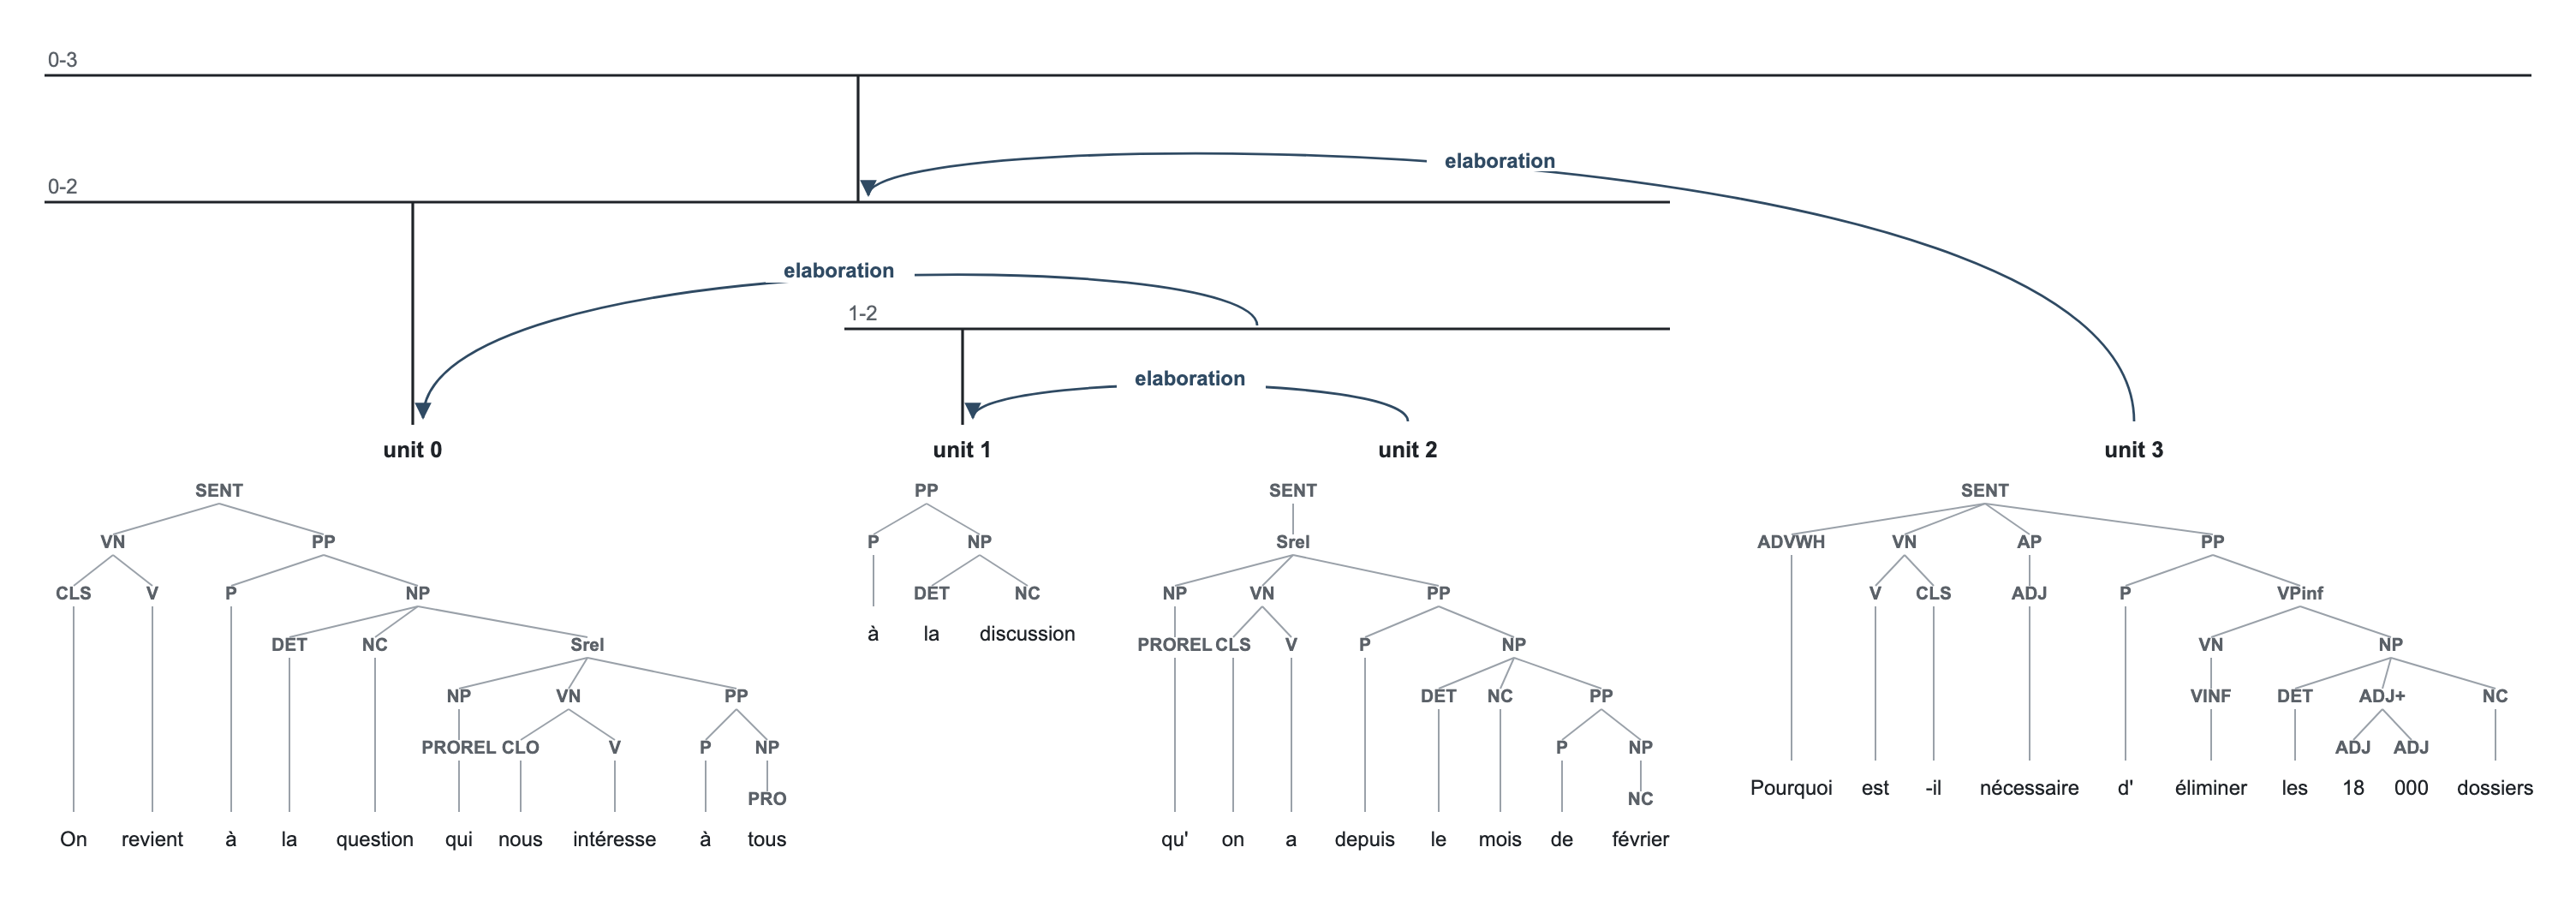 0-3
elaboration
0-2
elaboration
1-2
elaboration
unit 0 unit 1 unit 2 unit 3
SENT PP SENT SENT
VN PP P NP Srel ADVWH VN AP PP
CLS V P NP DET NC NP VN PP V CLS ADJ P VPinf
à la discussion
DET NC Srel PROREL CLS V P NP VN NP
NP VN PP DET NC PP VINF DET ADJ+ NC
PROREL CLO V P NP P NP ADJ ADJ
Pourquoi est -il nécessaire d' éliminer les 18 000 dossiers
PRO NC
On revient à la question qui nous intéresse à tous qu' on a depuis le mois de février